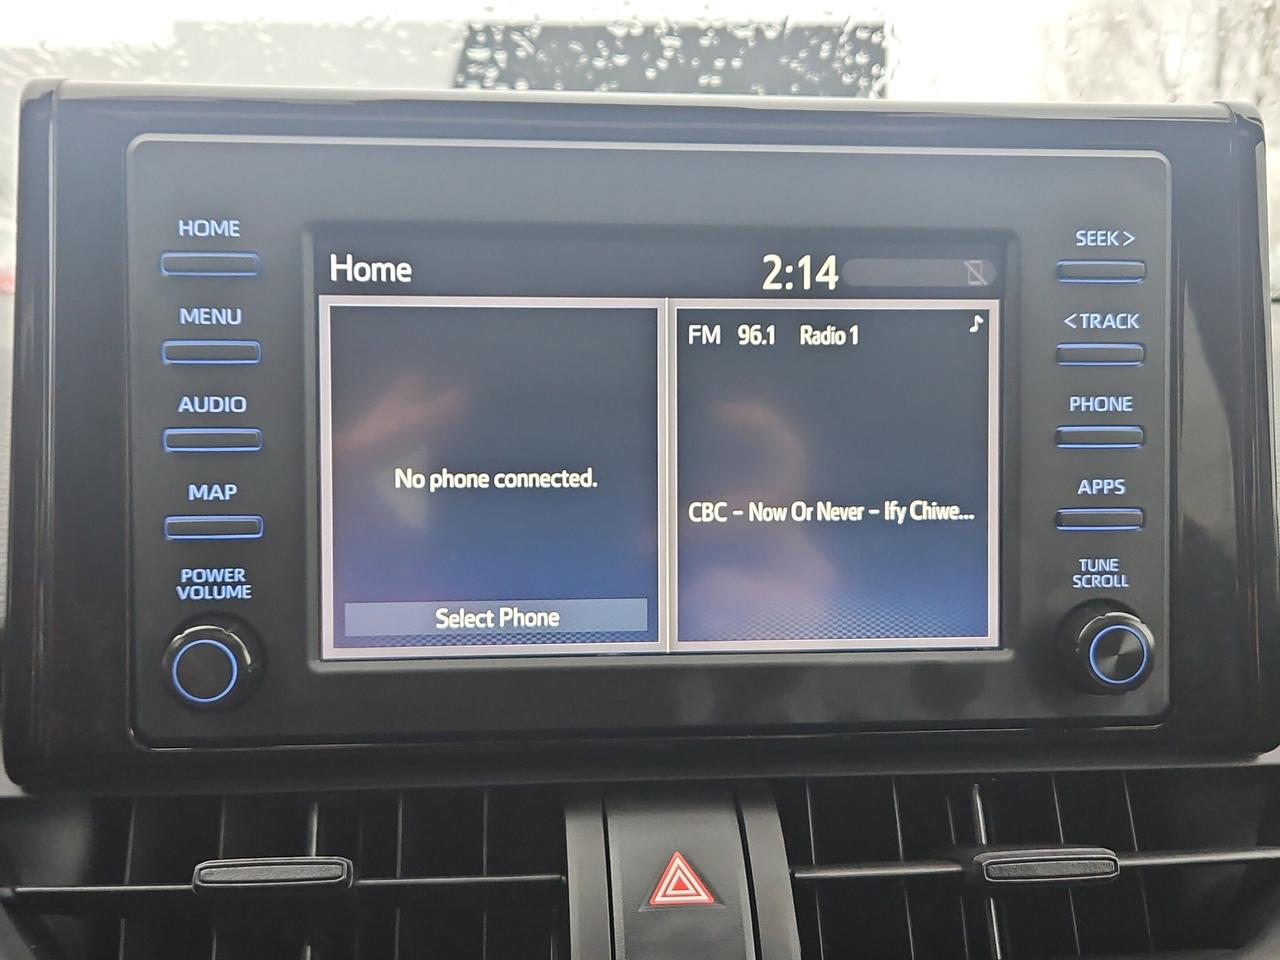 HOME
MENU
AUDIO
MAP
POWER
VOLUME
Home
2:14
No phone connected.
Select Phone
FM 96.1 Radio 1
CBC - Now Or Never - Ify Chiwe...
SEEK >
< TRACK
PHONE
APPS
TUNE
SCROLL